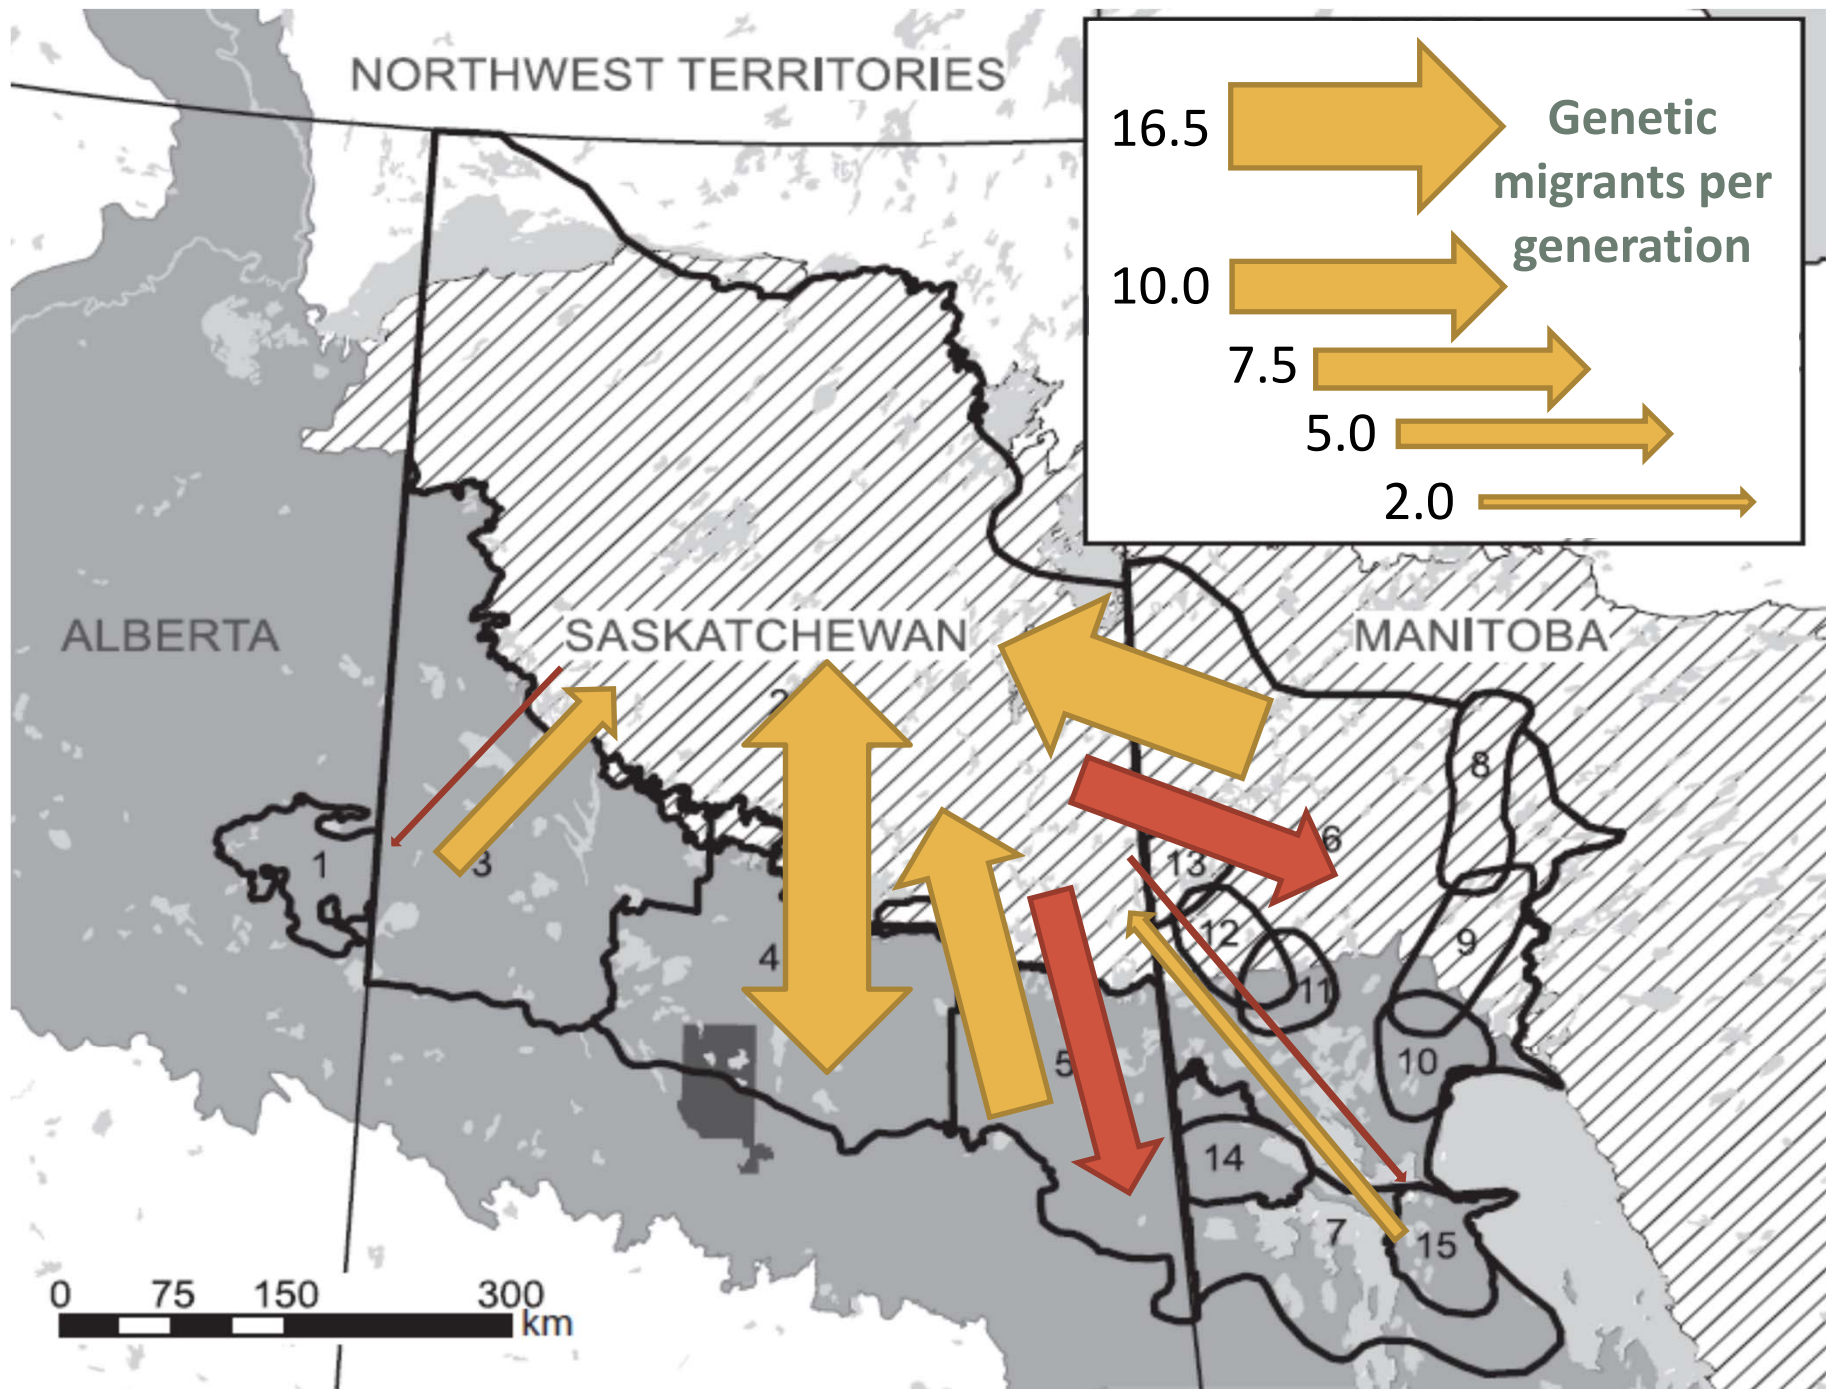 NORTHWEST TERRITORIES
16.5
Genetic
migrants per
generation
10.0
7.5
5.0
2.0
ALBERTA
SASKATCHEWAN
MANITOBA
2
8
6
13
1
3
12
9
4
11
5
10
14
7
15
0 75 150 300
km